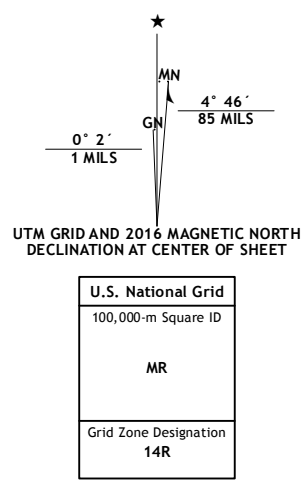 ★
MN
4° 46´
85 MILS
GN
0° 2´
1 MILS
UTM GRID AND 2016 MAGNETIC NORTH
DECLINATION AT CENTER OF SHEET
U.S. National Grid
100,000-m Square ID
MR
Grid Zone Designation
14R